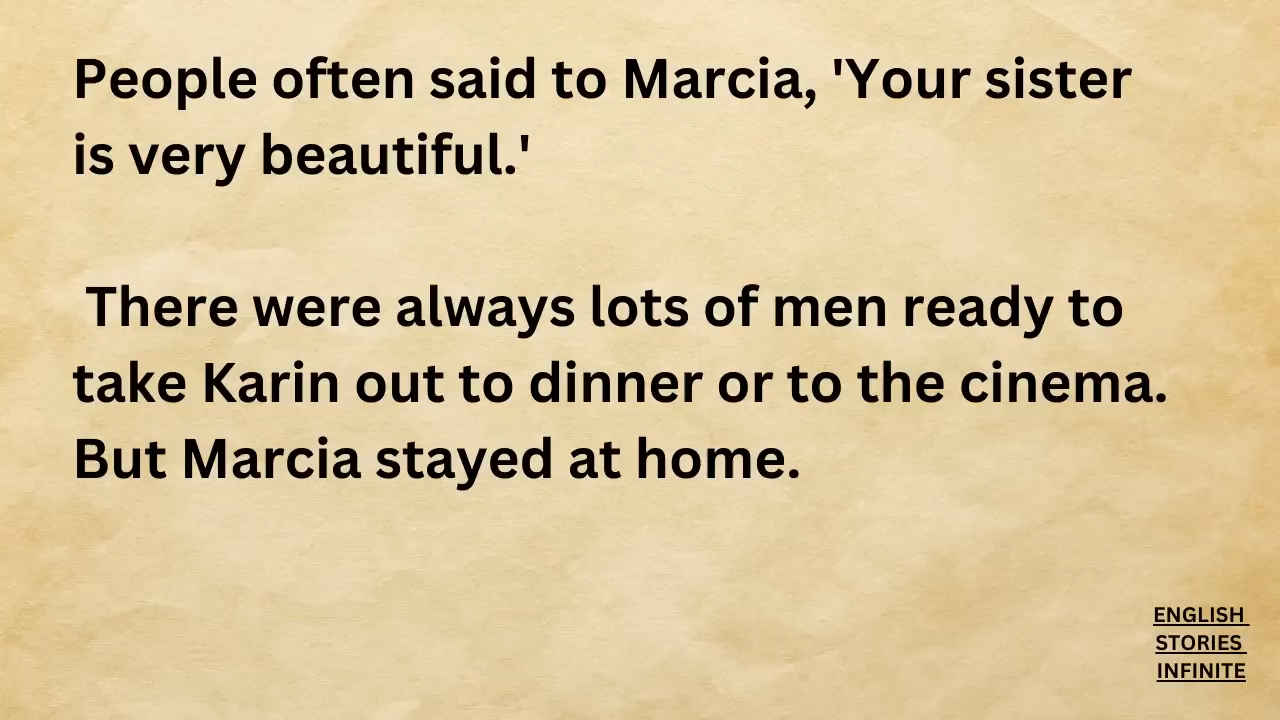 People often said to Marcia, 'Your sister
is very beautiful.'
There were always lots of men ready to
take Karin out to dinner or to the cinema.
But Marcia stayed at home.
ENGLISH
STORIES
INFINITE